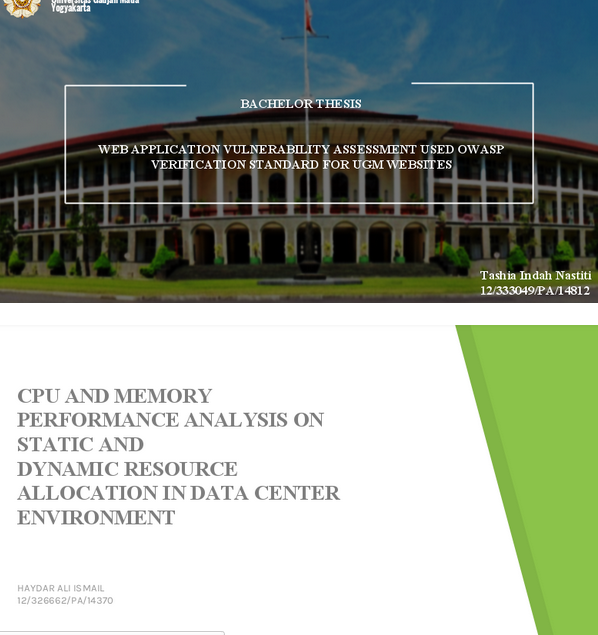 Universitas Gadjah Mada
Yogyakarta
BACHELOR THESIS
WEB APPLICATION VULNERABILITY ASSESSMENT USED OWASP
VERIFICATION STANDARD FOR UGM WEBSITES
Tashia Indah Nastiti
12/333049/PA/14812
CPU AND MEMORY
PERFORMANCE ANALYSIS ON
STATIC AND
DYNAMIC RESOURCE
ALLOCATION IN DATA CENTER
ENVIRONMENT
HAYDAR ALI ISMAIL
12/326662/PA/14370